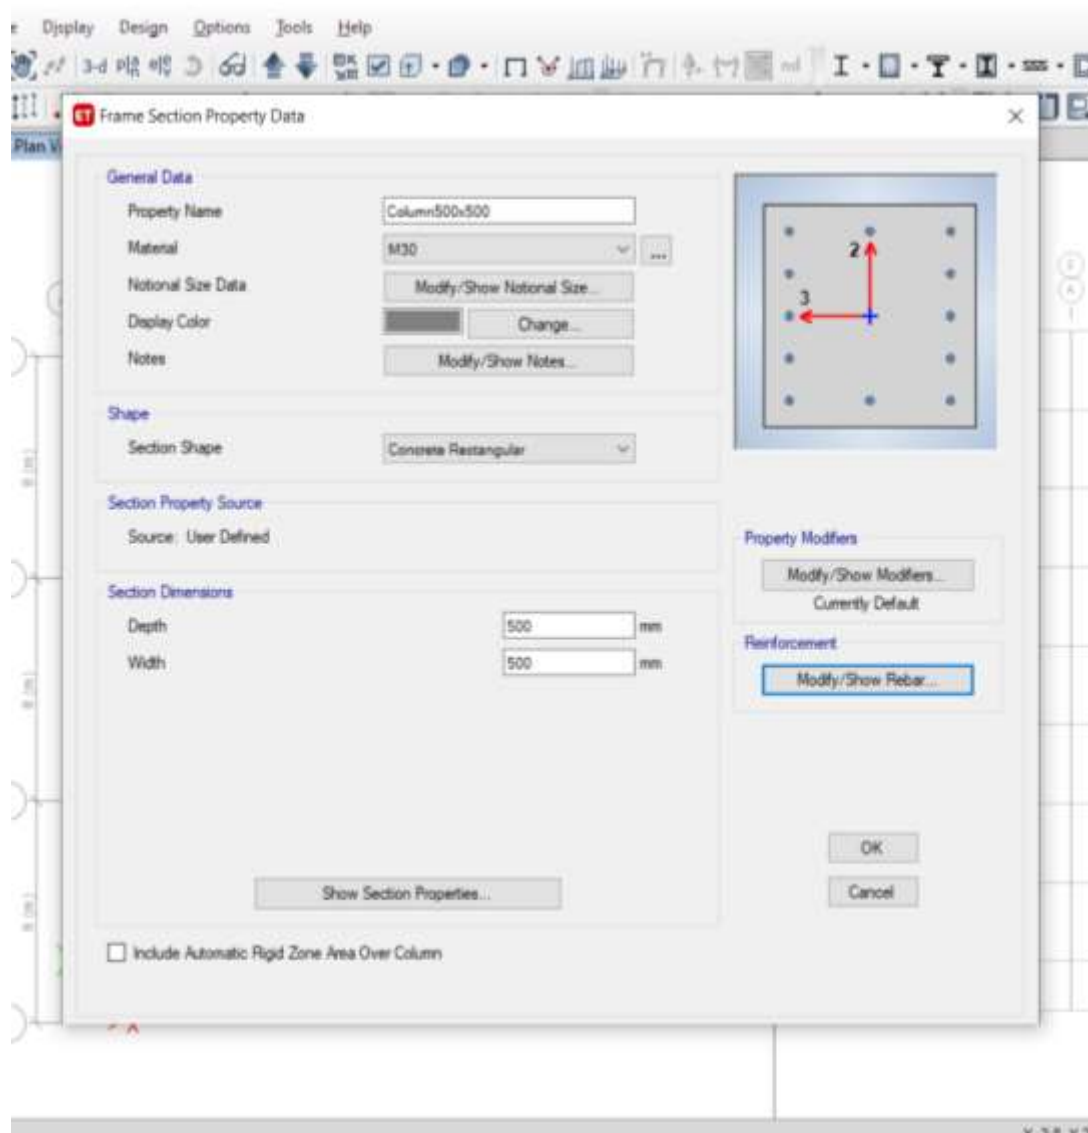 Display Design Options Tools Help
3-d
Plan V
ET Frame Section Property Data
General Data
Property Name Column500x500
Material M30 ...
Notional Size Data Modify/Show Notional Size...
Display Color Change...
Notes Modify/Show Notes...
2
3
Shape
Section Shape Concrete Rectangular
Section Property Source
Source: User Defined
Property Modifiers
Modify/Show Modifiers...
Currently Default
Section Dimensions
Depth 500 mm
Width 500 mm
Reinforcement
Modify/Show Rebar...
OK
Cancel
Show Section Properties...
Include Automatic Rigid Zone Area Over Column